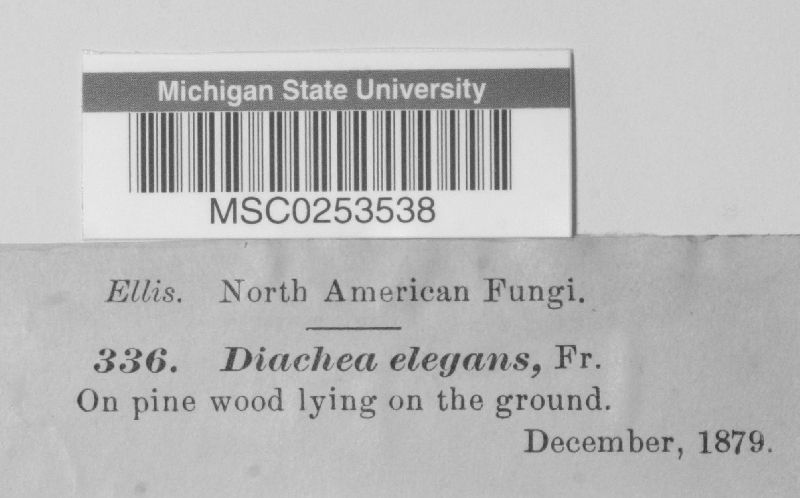 Michigan State University
MSC0253538
Ellis. North American Fungi.
336. Diachea elegans, Fr.
On pine wood lying on the ground.
December, 1879.